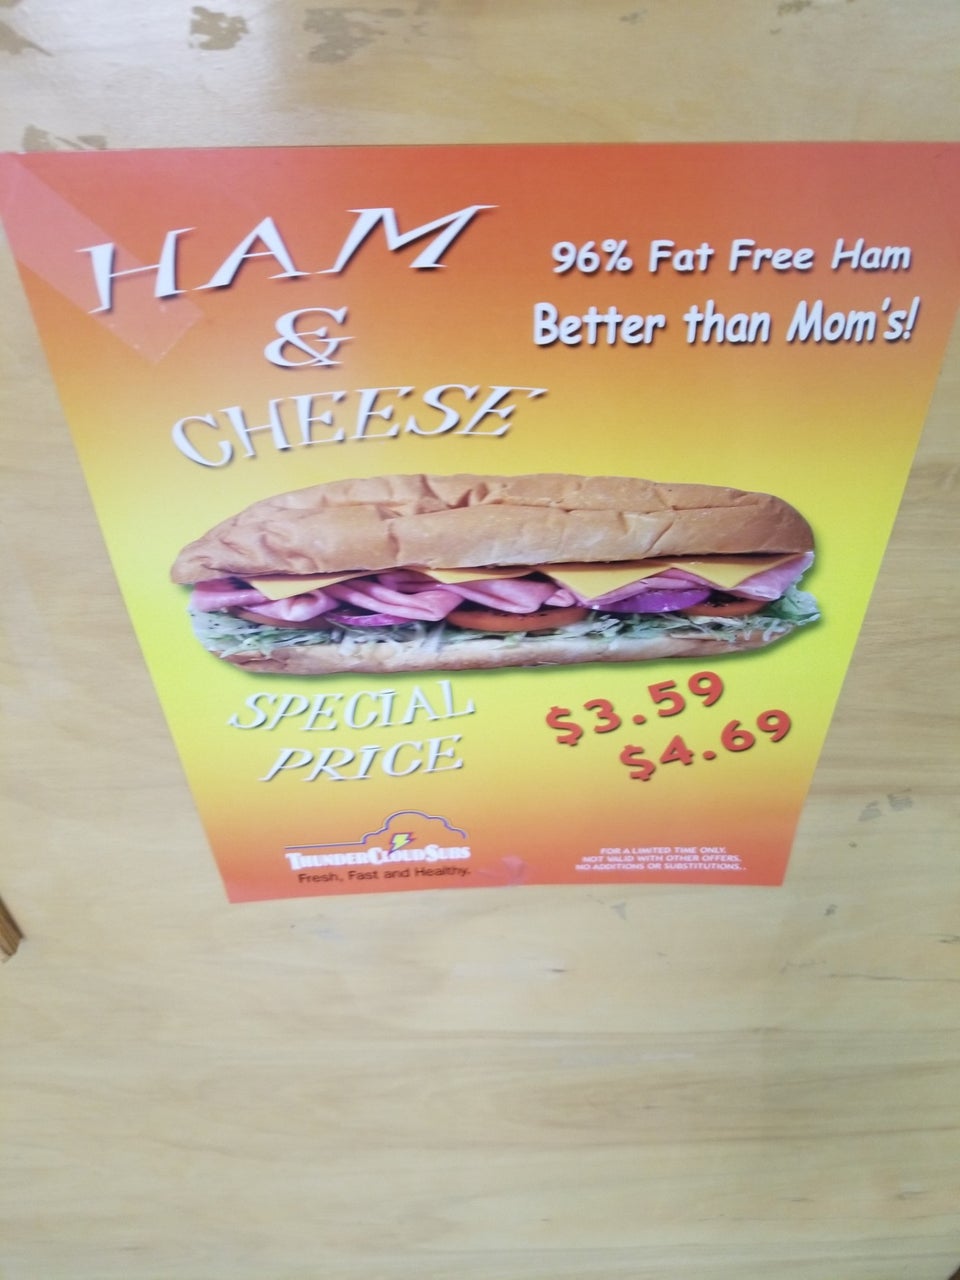 HAM
&
CHEESE
96% Fat Free Ham
Better than Mom's!
SPECIAL
PRICE
$3.59
$4.69
THUNDERCLOUD SUBS
Fresh, Fast and Healthy.
FOR A LIMITED TIME ONLY.
NOT VALID WITH OTHER OFFERS.
NO ADDITIONS OR SUBSTITUTIONS..